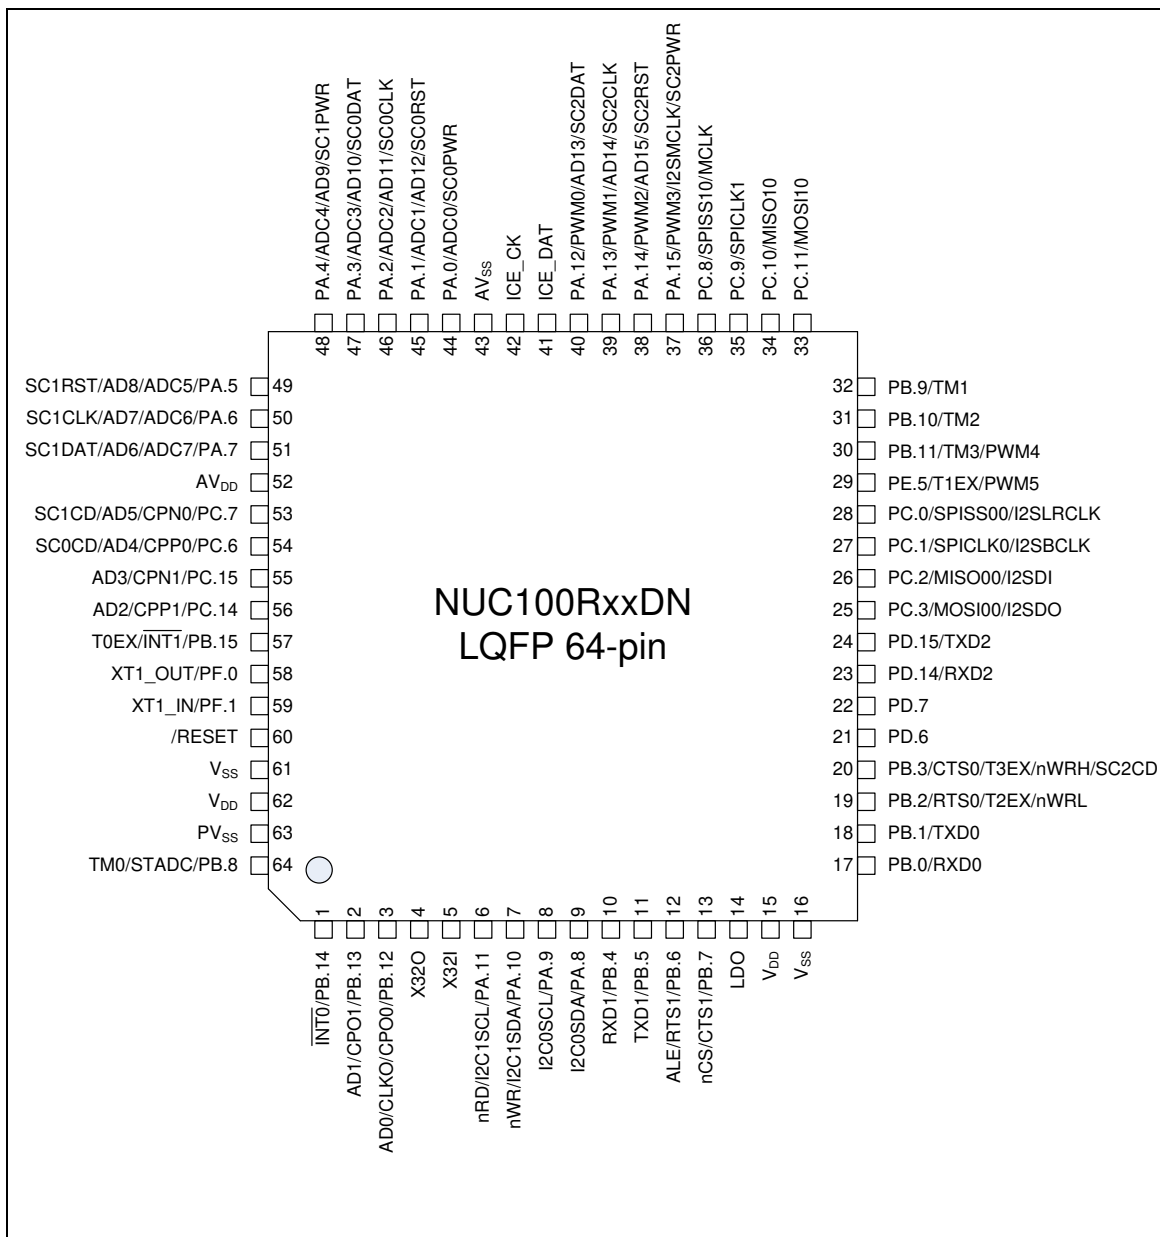 PA.4/ADC4/AD9/SC1PWR
PA.3/ADC3/AD10/SC0DAT
PA.2/ADC2/AD11/SC0CLK
PA.1/ADC1/AD12/SC0RST
PA.0/ADC0/SC0PWR
AVSS
ICE_CK
ICE_DAT
PA.12/PWM0/AD13/SC2DAT
PA.13/PWM1/AD14/SC2CLK
PA.14/PWM2/AD15/SC2RST
PA.15/PWM3/I2SMCLK/SC2PWR
PC.8/SPISS10/MCLK
PC.9/SPICLK1
PC.10/MISO10
PC.11/MOSI10
48 47 46 45 44 43 42 41 40 39 38 37 36 35 34 33
SC1RST/AD8/ADC5/PA.5 49
SC1CLK/AD7/ADC6/PA.6 50
SC1DAT/AD6/ADC7/PA.7 51
AVDD 52
SC1CD/AD5/CPN0/PC.7 53
SC0CD/AD4/CPP0/PC.6 54
AD3/CPN1/PC.15 55
AD2/CPP1/PC.14 56
T0EX/INT1/PB.15 57
XT1_OUT/PF.0 58
XT1_IN/PF.1 59
/RESET 60
VSS 61
VDD 62
PVSS 63
TM0/STADC/PB.8 64
NUC100RxxDN
LQFP 64-pin
32 PB.9/TM1
31 PB.10/TM2
30 PB.11/TM3/PWM4
29 PE.5/T1EX/PWM5
28 PC.0/SPISS00/I2SLRCLK
27 PC.1/SPICLK0/I2SBCLK
26 PC.2/MISO00/I2SDI
25 PC.3/MOSI00/I2SDO
24 PD.15/TXD2
23 PD.14/RXD2
22 PD.7
21 PD.6
20 PB.3/CTS0/T3EX/nWRH/SC2CD
19 PB.2/RTS0/T2EX/nWRL
18 PB.1/TXD0
17 PB.0/RXD0
1 2 3 4 5 6 7 8 9 10 11 12 13 14 15 16
INT0/PB.14
AD1/CPO1/PB.13
AD0/CLKO/CPO0/PB.12
X32O
X32I
nRD/I2C1SCL/PA.11
nWR/I2C1SDA/PA.10
I2C0SCL/PA.9
I2C0SDA/PA.8
RXD1/PB.4
TXD1/PB.5
ALE/RTS1/PB.6
nCS/CTS1/PB.7
LDO
VDD
VSS